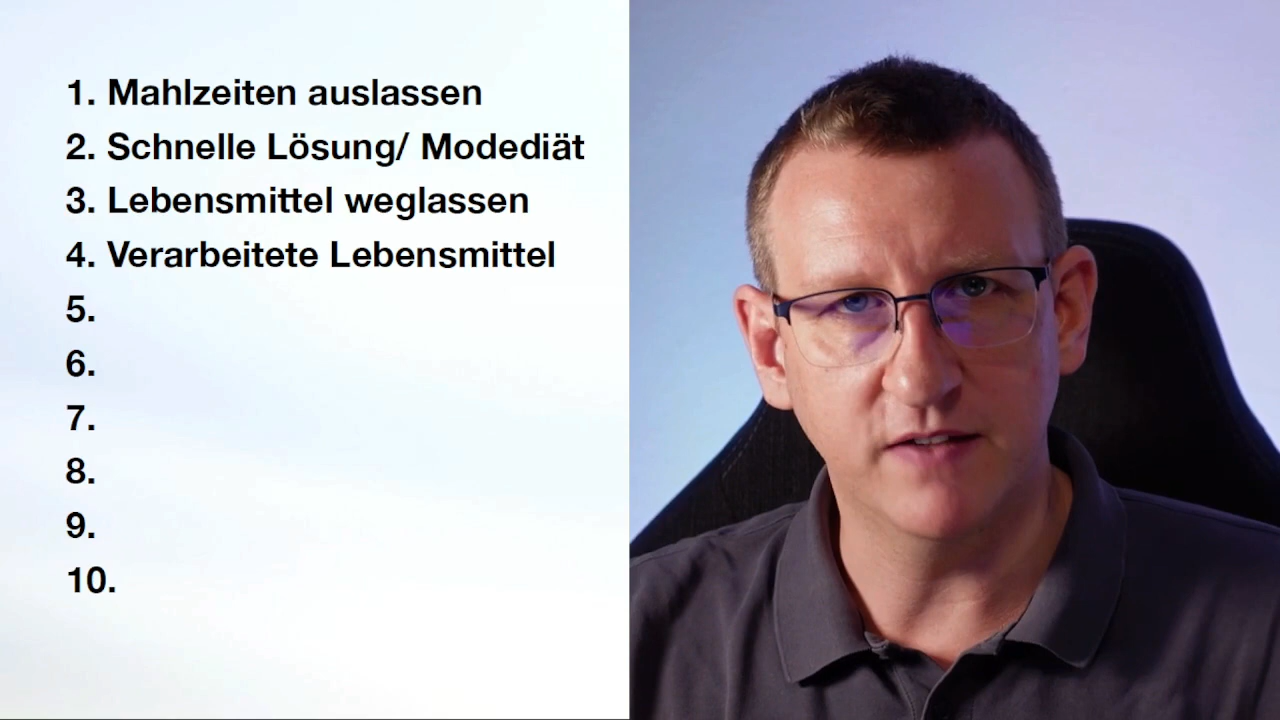 1. Mahlzeiten auslassen
2. Schnelle Lösung/ Modediät
3. Lebensmittel weglassen
4. Verarbeitete Lebensmittel
5.
6.
7.
8.
9.
10.